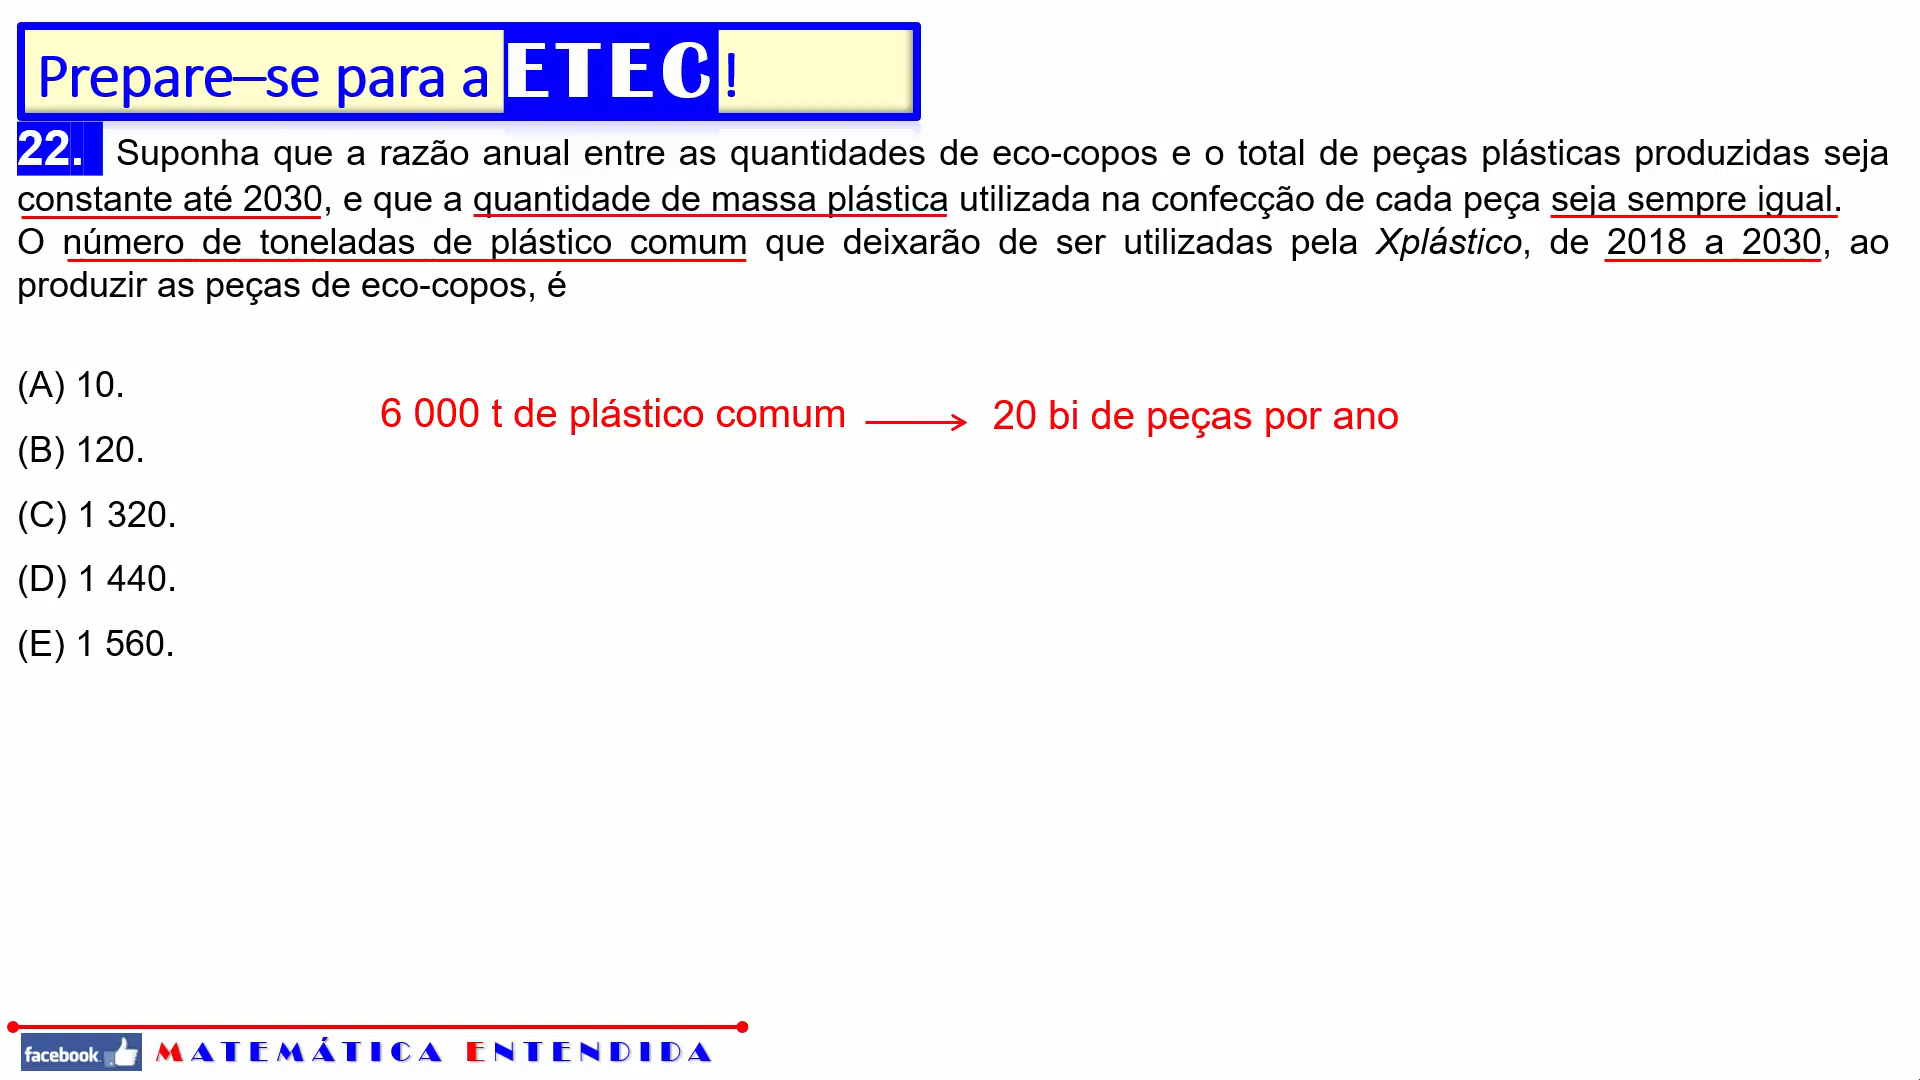 Prepare–se para a ETEC!
22. Suponha que a razão anual entre as quantidades de eco-copos e o total de peças plásticas produzidas seja
constante até 2030, e que a quantidade de massa plástica utilizada na confecção de cada peça seja sempre igual.
O número de toneladas de plástico comum que deixarão de ser utilizadas pela Xplástico, de 2018 a 2030, ao
produzir as peças de eco-copos, é
(A) 10.
6 000 t de plástico comum → 20 bi de peças por ano
(B) 120.
(C) 1 320.
(D) 1 440.
(E) 1 560.
facebook MATEMÁTICA ENTENDIDA